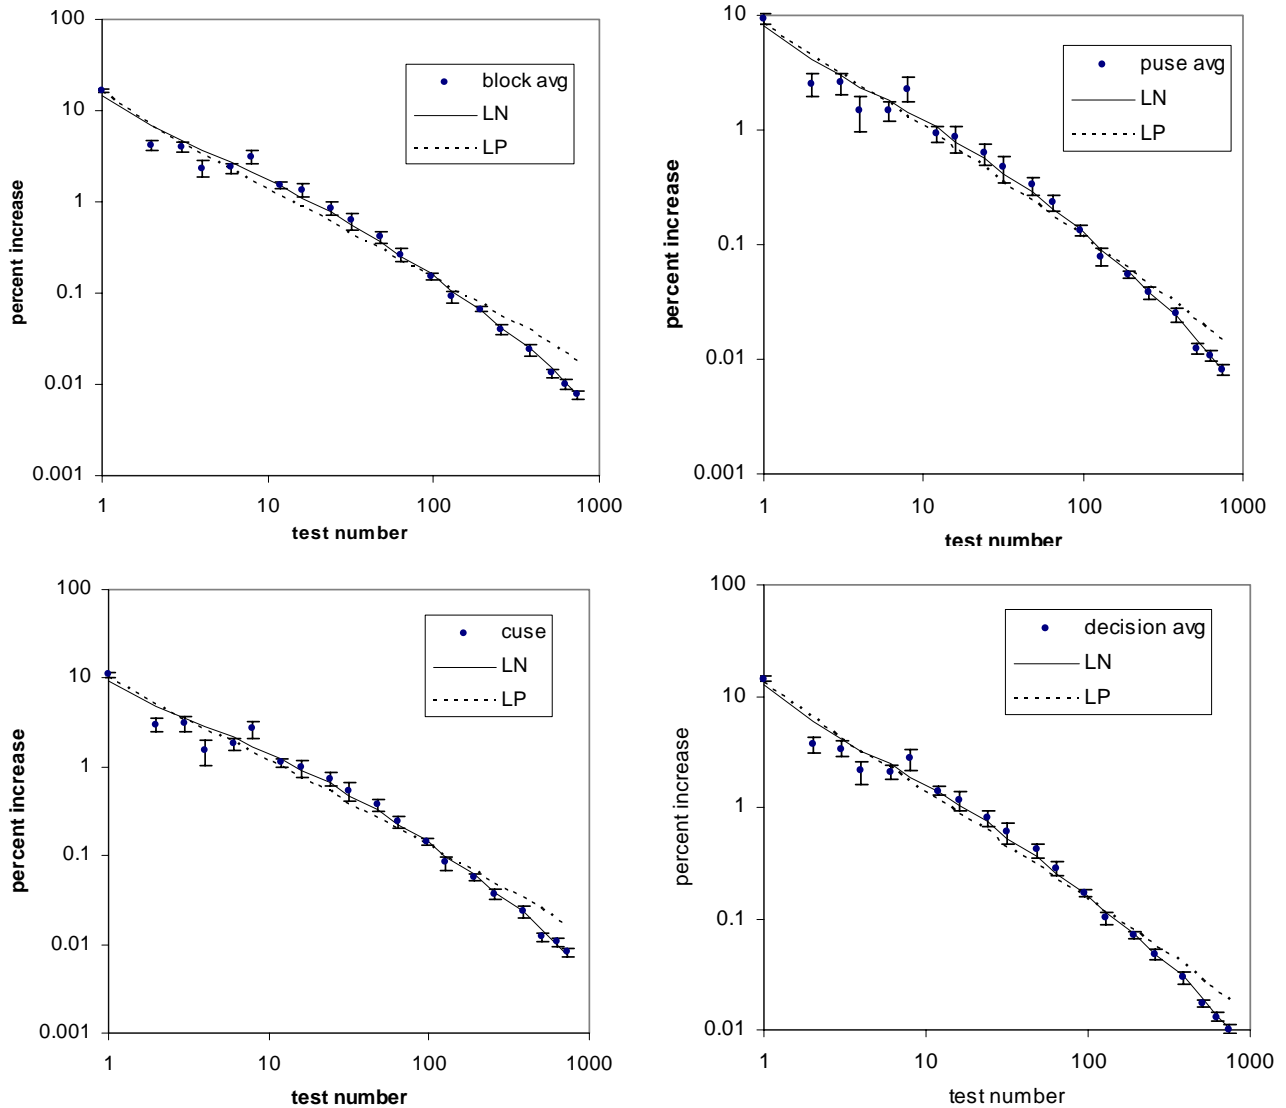 100
10
1
0.1
0.01
0.001
percent increase
block avg
LN
LP
1
10
100
1000
test number
10
1
0.1
0.01
0.001
percent increase
puse avg
LN
LP
1
10
100
1000
test number
100
10
1
0.1
0.01
0.001
percent increase
cuse
LN
LP
1
10
100
1000
test number
100
10
1
0.1
0.01
percent increase
decision avg
LN
LP
1
10
100
1000
test number